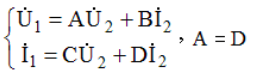 U̇₁ = AU̇₂ + Bİ₂
İ₁ = CU̇₂ + Dİ₂ , A = D